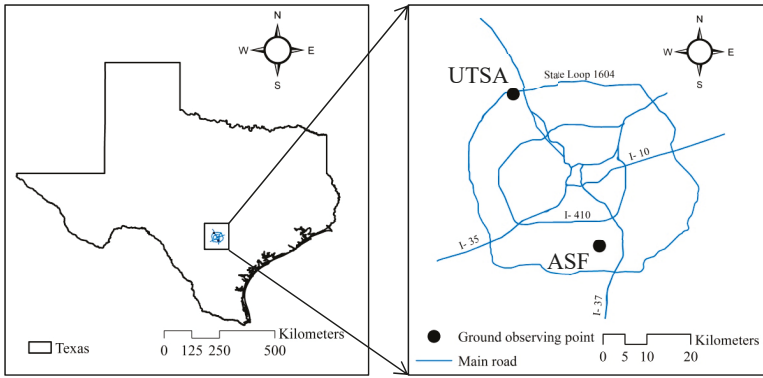 N
W E
S
Texas
Kilometers
0 125 250 500
N
W E
S
UTSA
State Loop 1604
I- 10
I- 410
I- 35
ASF
I- 37
Ground observing point
Main road
Kilometers
0 5 10 20